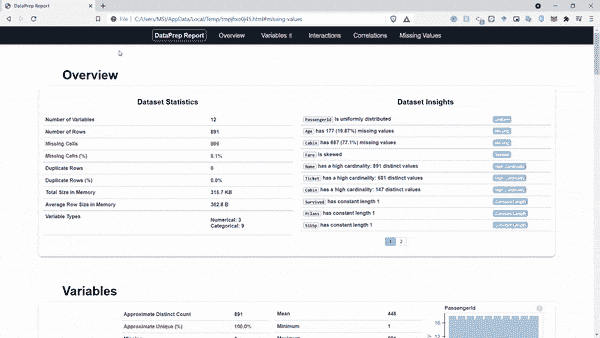 DataPrep Report
File C:/Users/MSI/AppData/Local/Temp/tmpjhxo0j45.html#missing-values
DataPrep Report Overview Variables Interactions Correlations Missing Values
Overview
Dataset Statistics
Number of Variables 12
Number of Rows 891
Missing Cells 866
Missing Cells (%) 8.1%
Duplicate Rows 0
Duplicate Rows (%) 0.0%
Total Size in Memory 315.7 KB
Average Row Size in Memory 362.8 B
Variable Types Numerical: 3
Categorical: 9
Dataset Insights
PassengerId is uniformly distributed Uniform
Age has 177 (19.87%) missing values Missing
Cabin has 687 (77.1%) missing values Missing
Fare is skewed Skewed
Name has a high cardinality: 891 distinct values High Cardinality
Ticket has a high cardinality: 681 distinct values High Cardinality
Cabin has a high cardinality: 147 distinct values High Cardinality
Survived has constant length 1 Constant Length
Pclass has constant length 1 Constant Length
SibSp has constant length 1 Constant Length
1 2
Variables
Approximate Distinct Count 891 Mean 446
Approximate Unique (%) 100.0% Minimum 1
PassengerId